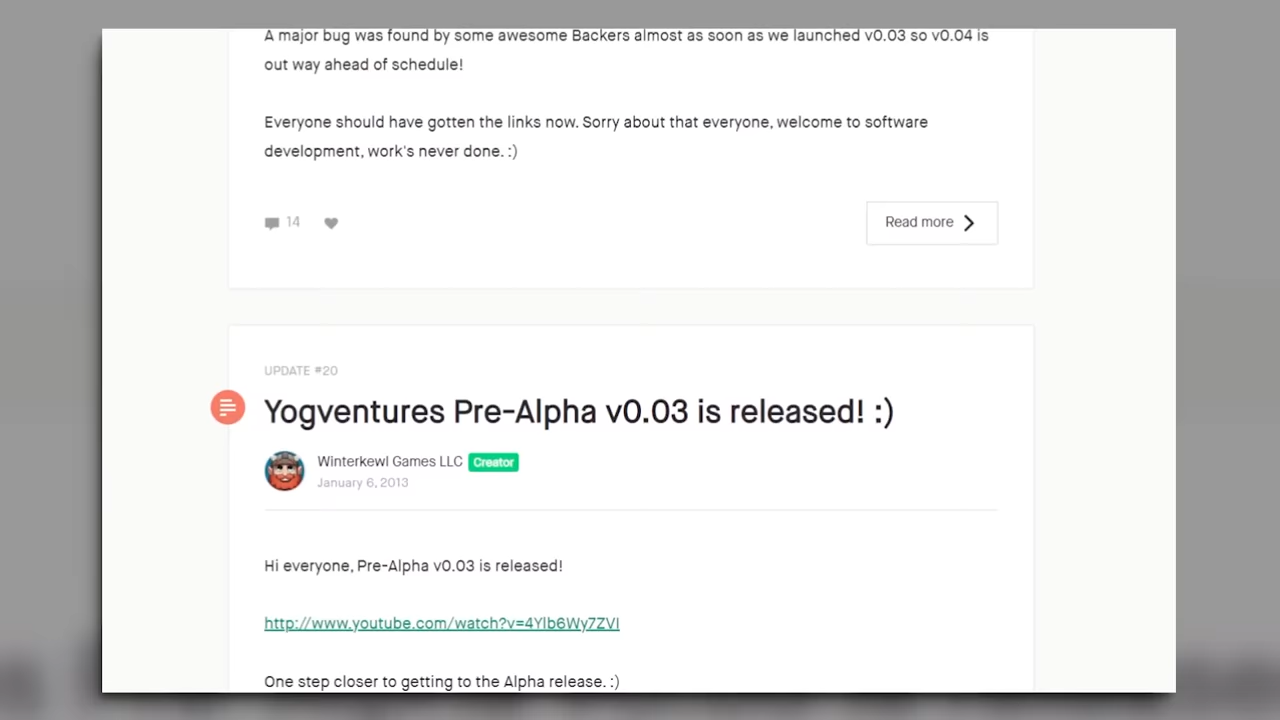 A major bug was found by some awesome Backers almost as soon as we launched v0.03 so v0.04 is
out way ahead of schedule!
Everyone should have gotten the links now. Sorry about that everyone, welcome to software
development, work's never done. :)
14
Read more
UPDATE #20
Yogventures Pre-Alpha v0.03 is released! :)
Winterkewl Games LLC Creator
January 6, 2013
Hi everyone, Pre-Alpha v0.03 is released!
http://www.youtube.com/watch?v=4Ylb6Wy7ZVI
One step closer to getting to the Alpha release. :)